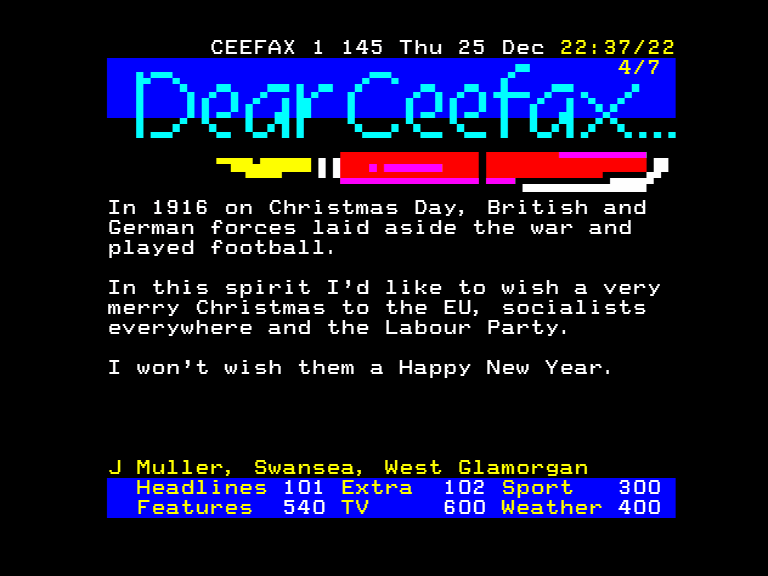 CEEFAX 1 145 Thu 25 Dec 22:37/22
4/7
Dear Ceefax...
In 1916 on Christmas Day, British and
German forces laid aside the war and
played football.
In this spirit I'd like to wish a very
merry Christmas to the EU, socialists
everywhere and the Labour Party.
I won't wish them a Happy New Year.
J Muller, Swansea, West Glamorgan
Headlines 101 Extra 102 Sport 300
Features 540 TV 600 Weather 400